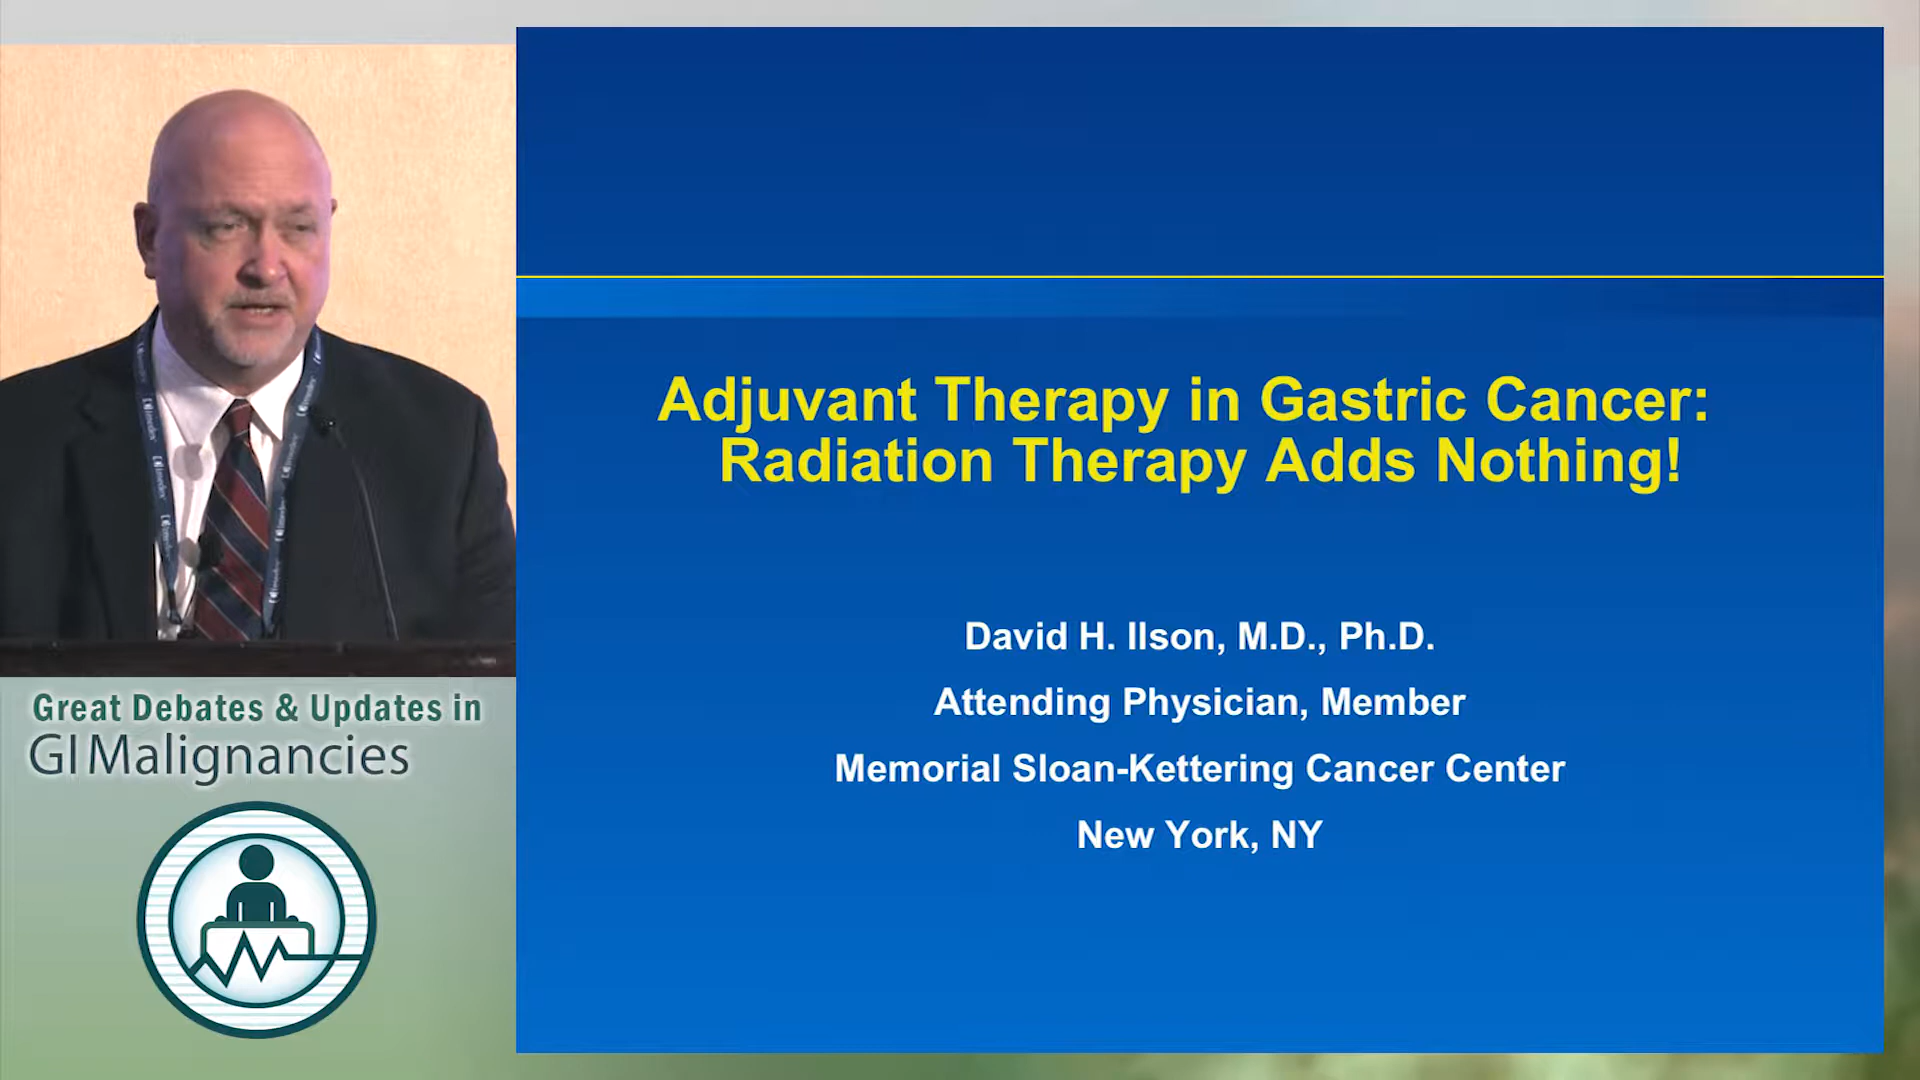 Adjuvant Therapy in Gastric Cancer:
Radiation Therapy Adds Nothing!
David H. Ilson, M.D., Ph.D.
Attending Physician, Member
Memorial Sloan-Kettering Cancer Center
New York, NY
Great Debates & Updates in
GI Malignancies